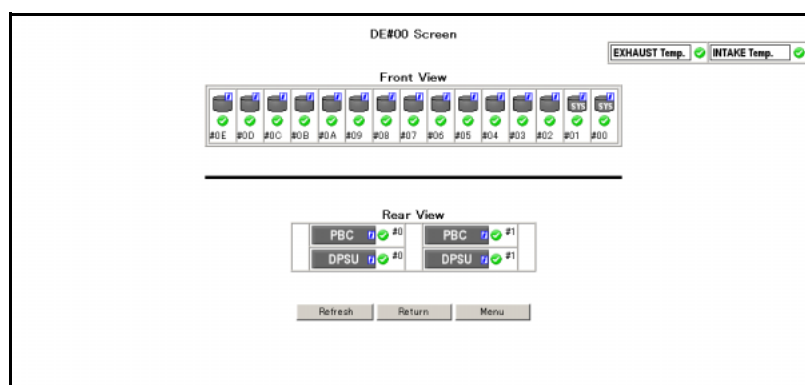 DE#00 Screen
EXHAUST Temp. INTAKE Temp.
Front View
SYS SYS
#0E #0D #0C #0B #0A #09 #08 #07 #06 #05 #04 #03 #02 #01 #00
Rear View
PBC #0 PBC #1
DPSU #0 DPSU #1
Refresh Return Menu